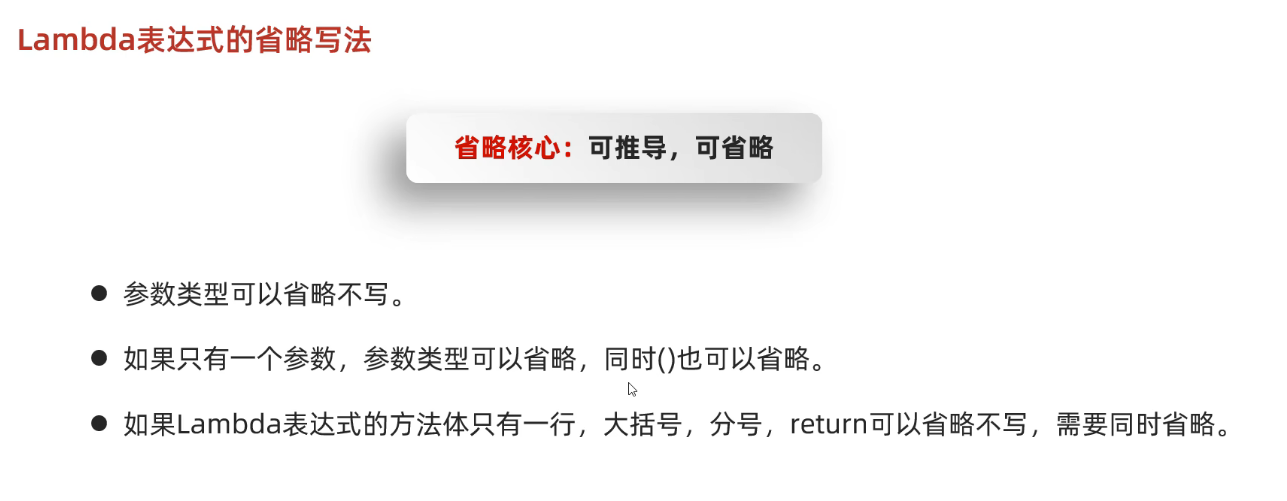 Lambda表达式的省略写法
省略核心：可推导，可省略
● 参数类型可以省略不写。
● 如果只有一个参数，参数类型可以省略，同时()也可以省略。
● 如果Lambda表达式的方法体只有一行，大括号，分号，return可以省略不写，需要同时省略。